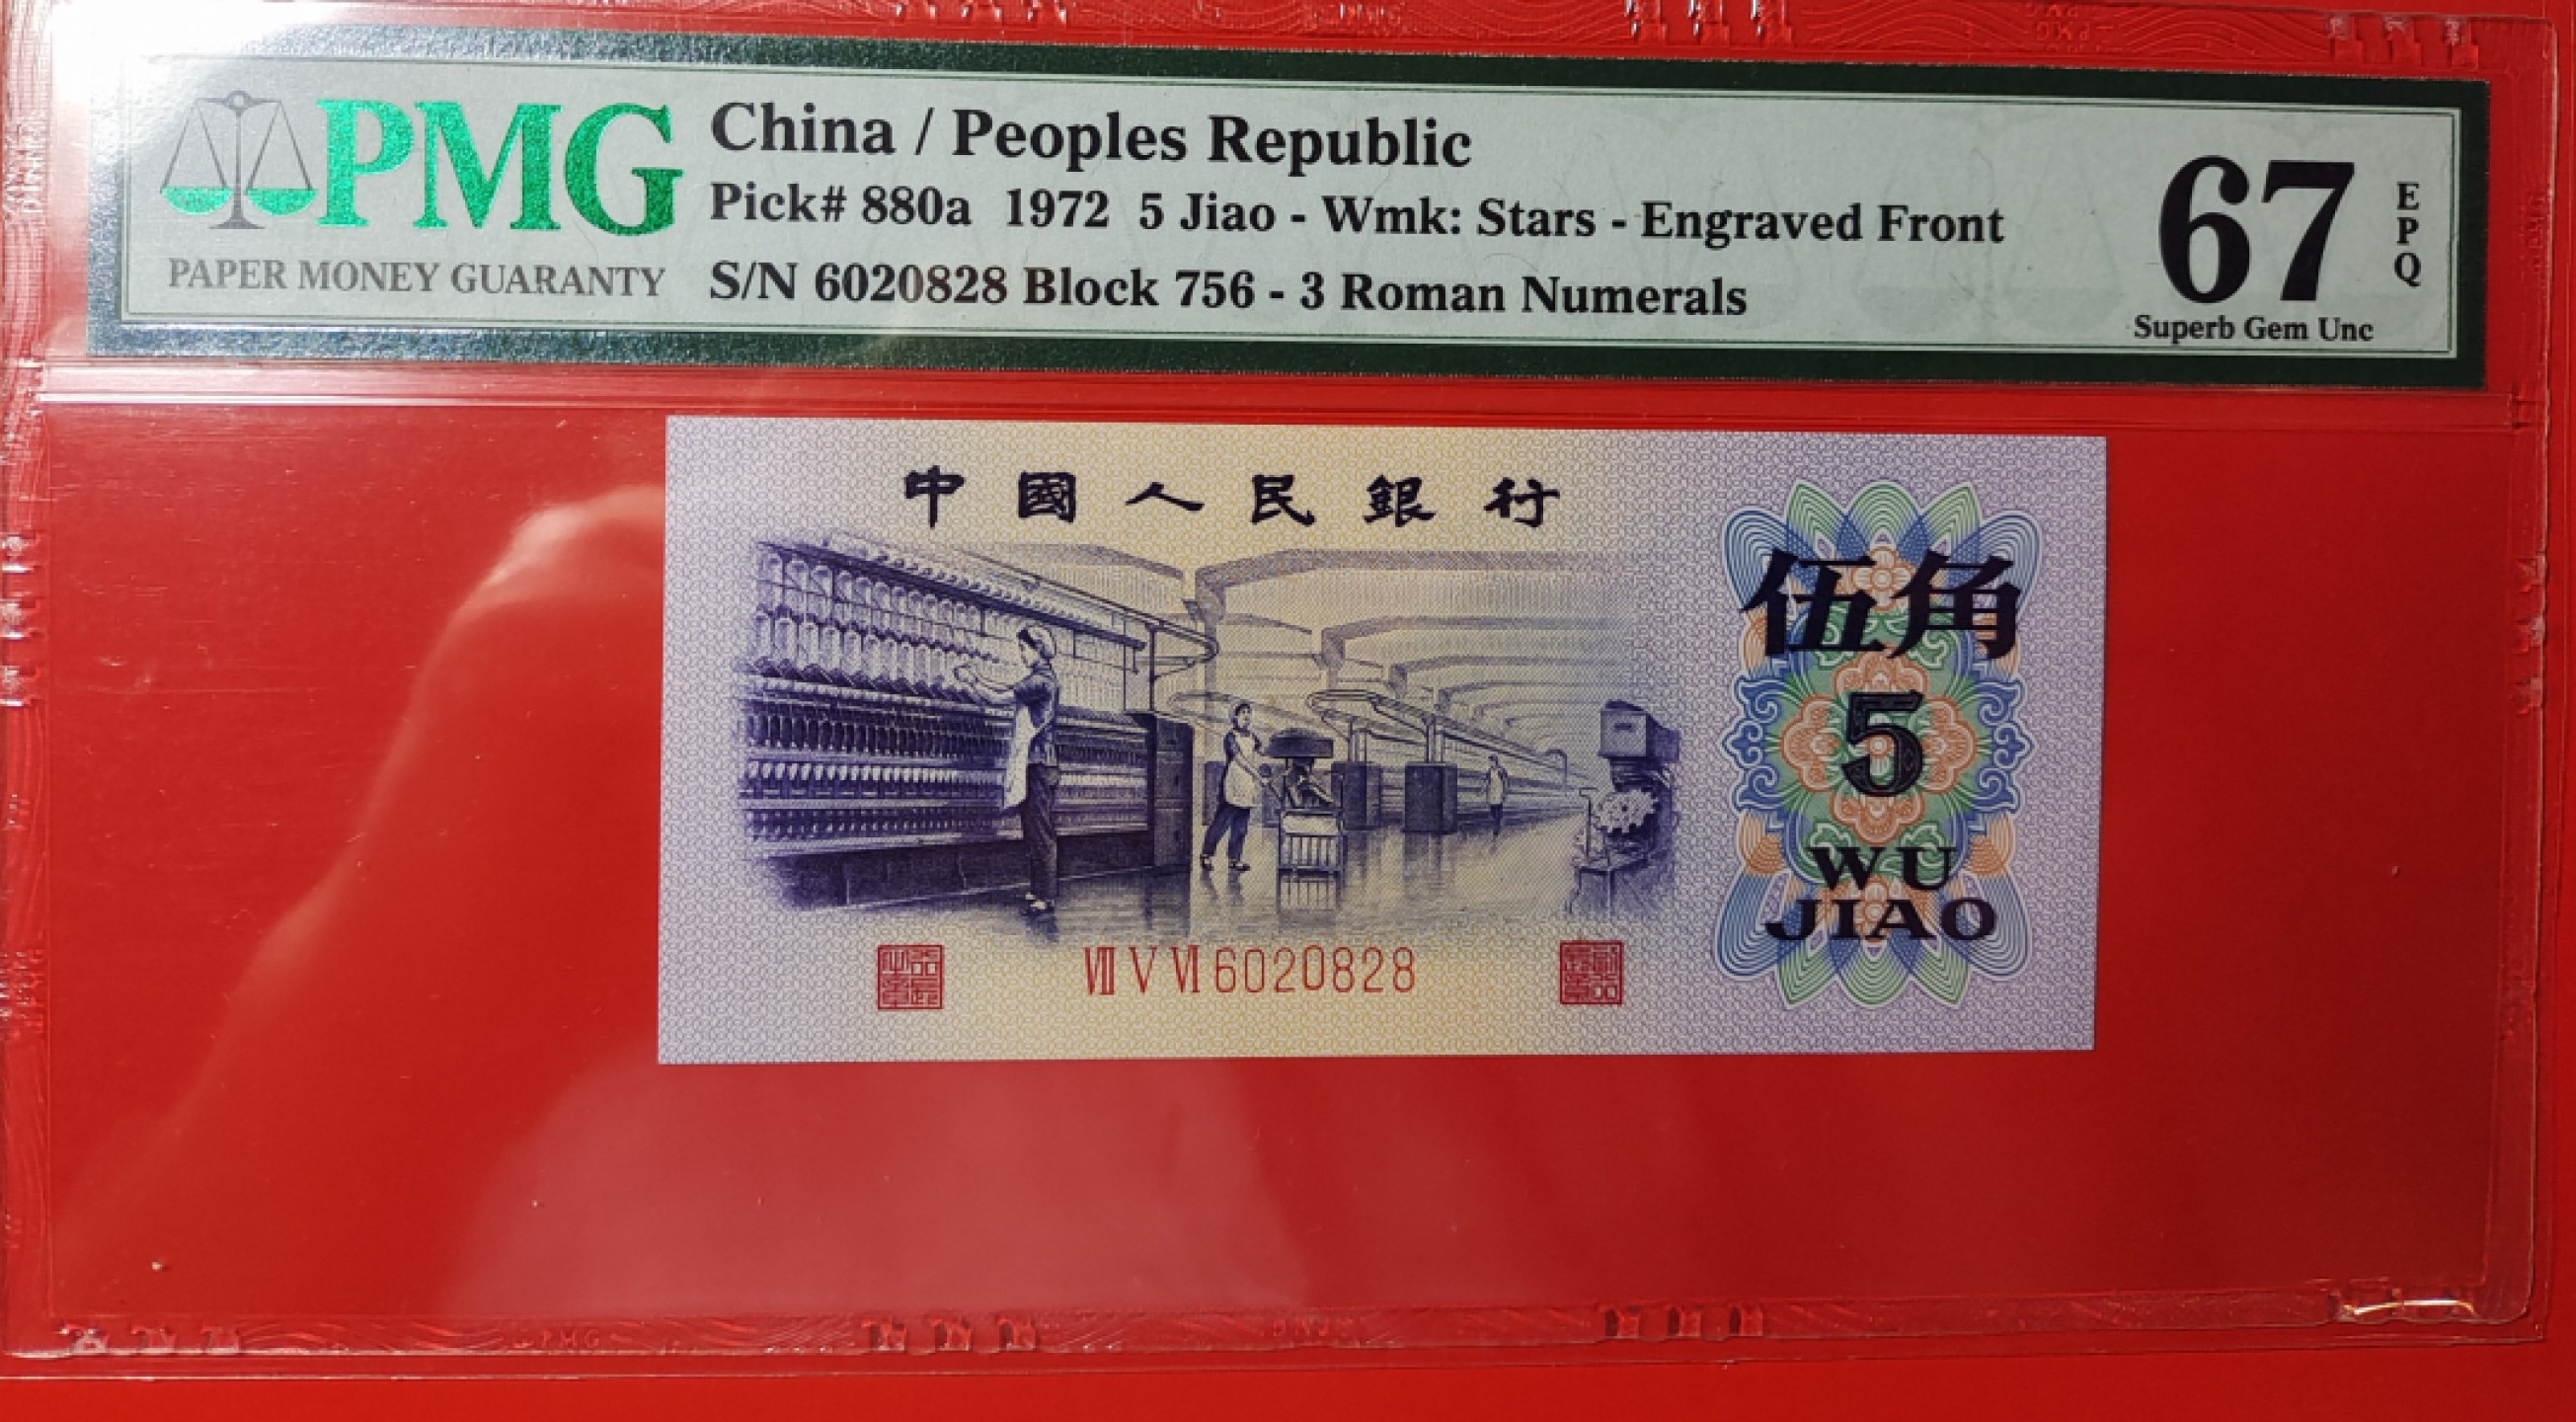 PMG
PAPER MONEY GUARANTY
China / Peoples Republic
Pick# 880a 1972 5 Jiao - Wmk: Stars - Engraved Front
S/N 6020828 Block 756 - 3 Roman Numerals
67
EPQ
Superb Gem Unc
中國人民銀行
伍角
5
WU
JIAO
VII V VI 6020828
PMG